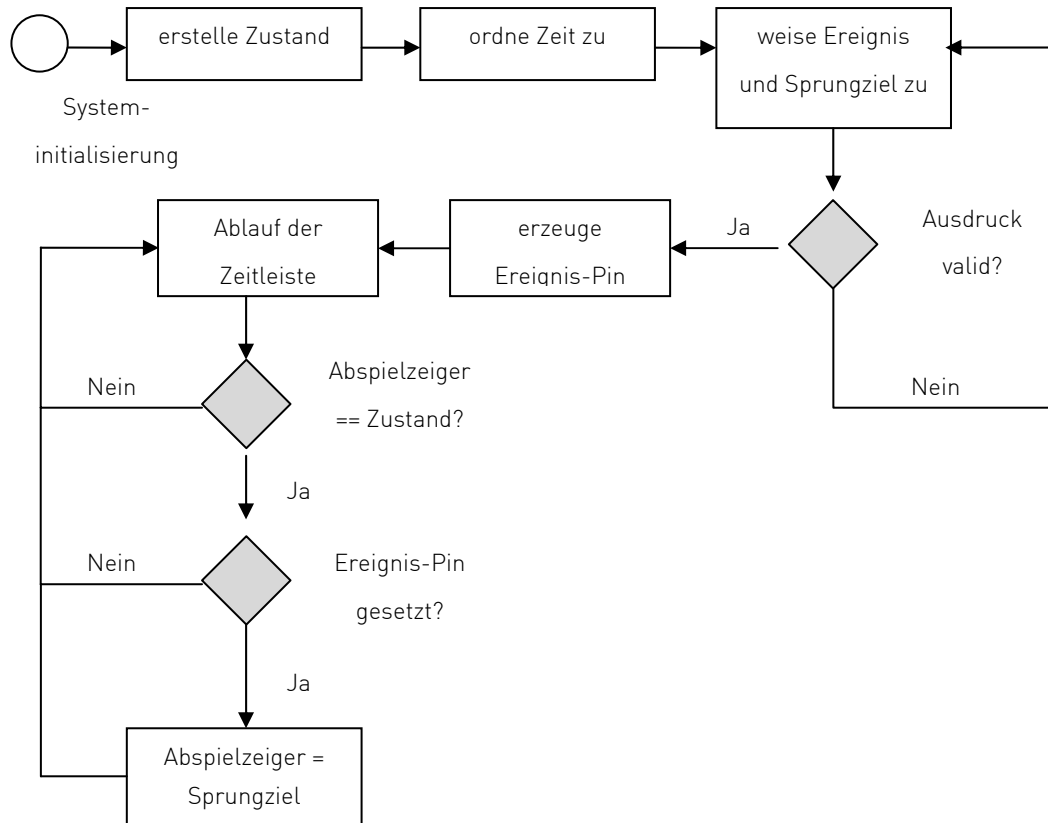 erstelle Zustand
ordne Zeit zu
weise Ereignis
und Sprungziel zu
System-
initialisierung
Ausdruck
valid?
Ja
Nein
erzeuge
Ereignis-Pin
Ablauf der
Zeitleiste
Abspielzeiger
== Zustand?
Nein
Ja
Ereignis-Pin
gesetzt?
Nein
Ja
Abspielzeiger =
Sprungziel